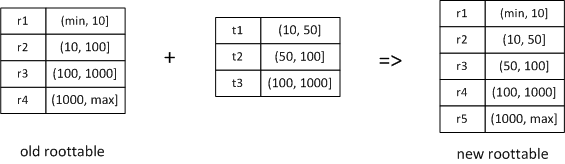 r1 (min, 10]
r2 (10, 100]
r3 (100, 1000]
r4 (1000, max]
old roottable
+
t1 (10, 50]
t2 (50, 100]
t3 (100, 1000]
=>
r1 (min, 10]
r2 (10, 50]
r3 (50, 100]
r4 (100, 1000]
r5 (1000, max]
new roottable